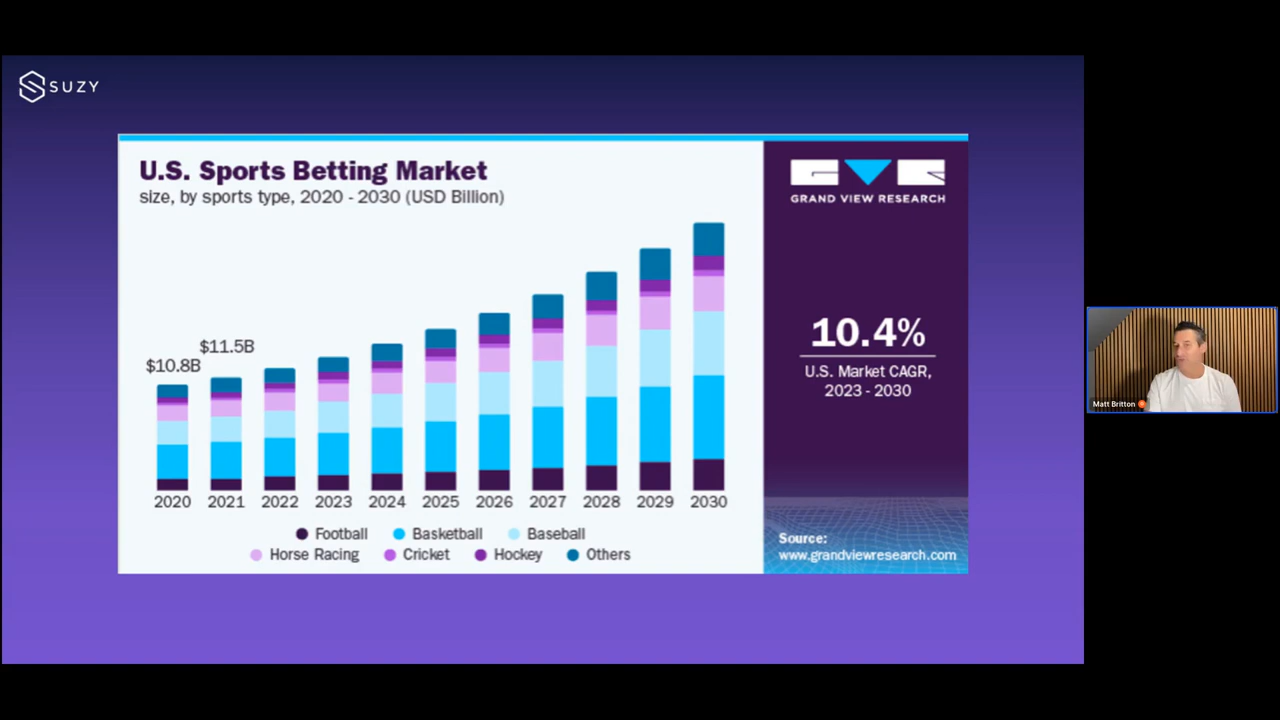 SUZY
U.S. Sports Betting Market
size, by sports type, 2020 - 2030 (USD Billion)
$10.8B
$11.5B
2020 2021 2022 2023 2024 2025 2026 2027 2028 2029 2030
Football Basketball Baseball
Horse Racing Cricket Hockey Others
GRAND VIEW RESEARCH
10.4%
U.S. Market CAGR,
2023 - 2030
Source:
www.grandviewresearch.com
Matt Britton